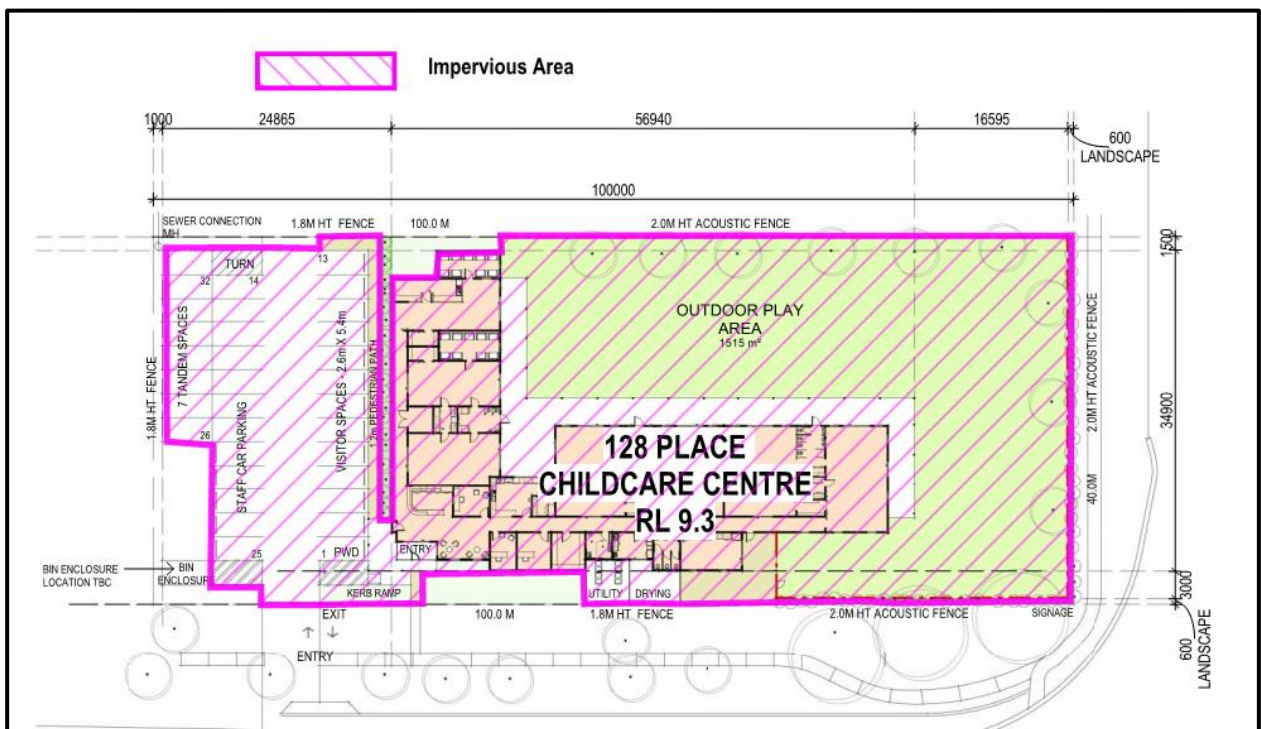 Impervious Area
1000
24865
56940
16595
600
LANDSCAPE
100000
SEWER CONNECTION
MH
1.8M HT FENCE
100.0 M
2.0M HT ACOUSTIC FENCE
1500
TURN
13
32
14
7 TANDEM SPACES
VISITOR SPACES - 2.6m X 5.4m
1.2m PEDESTRIAN PATH
OUTDOOR PLAY
AREA
1515 m²
1.8M HT FENCE
2.0M HT ACOUSTIC FENCE
34900
26
STAFF CAR PARKING
128 PLACE
CHILDCARE CENTRE
RL 9.3
40.0M
25
1
PWD
ENTRY
BIN ENCLOSURE
LOCATION TBC
BIN
ENCLOSUR
KERB RAMP
UTILITY
DRYING
3000
EXIT
100.0 M
1.8M HT FENCE
2.0M HT ACOUSTIC FENCE
SIGNAGE
600
LANDSCAPE
ENTRY